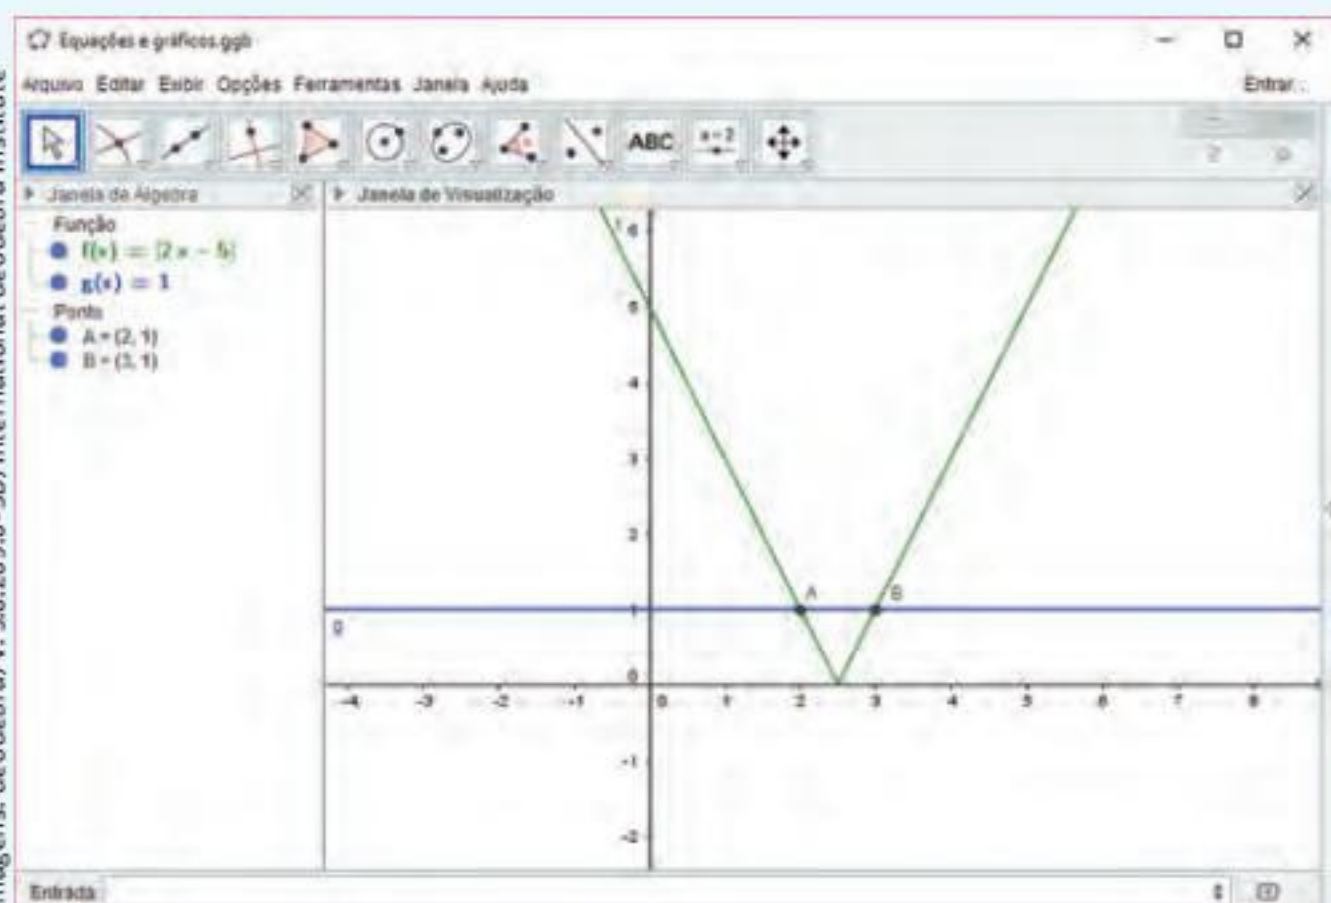 Equações e gráficos.ggb
Arquivo Editar Exibir Opções Ferramentas Janela Ajuda
Entrar...
ABC
a=2
Janela de Álgebra
Janela de Visualização
Função
f(x) = |2 x - 5|
g(x) = 1
Ponto
A = (2, 1)
B = (3, 1)
6
5
4
3
2
1
0
-1
-2
-4 -3 -2 -1 0 1 2 3 4 5 6 7 8
A
B
f
g
Entrada: